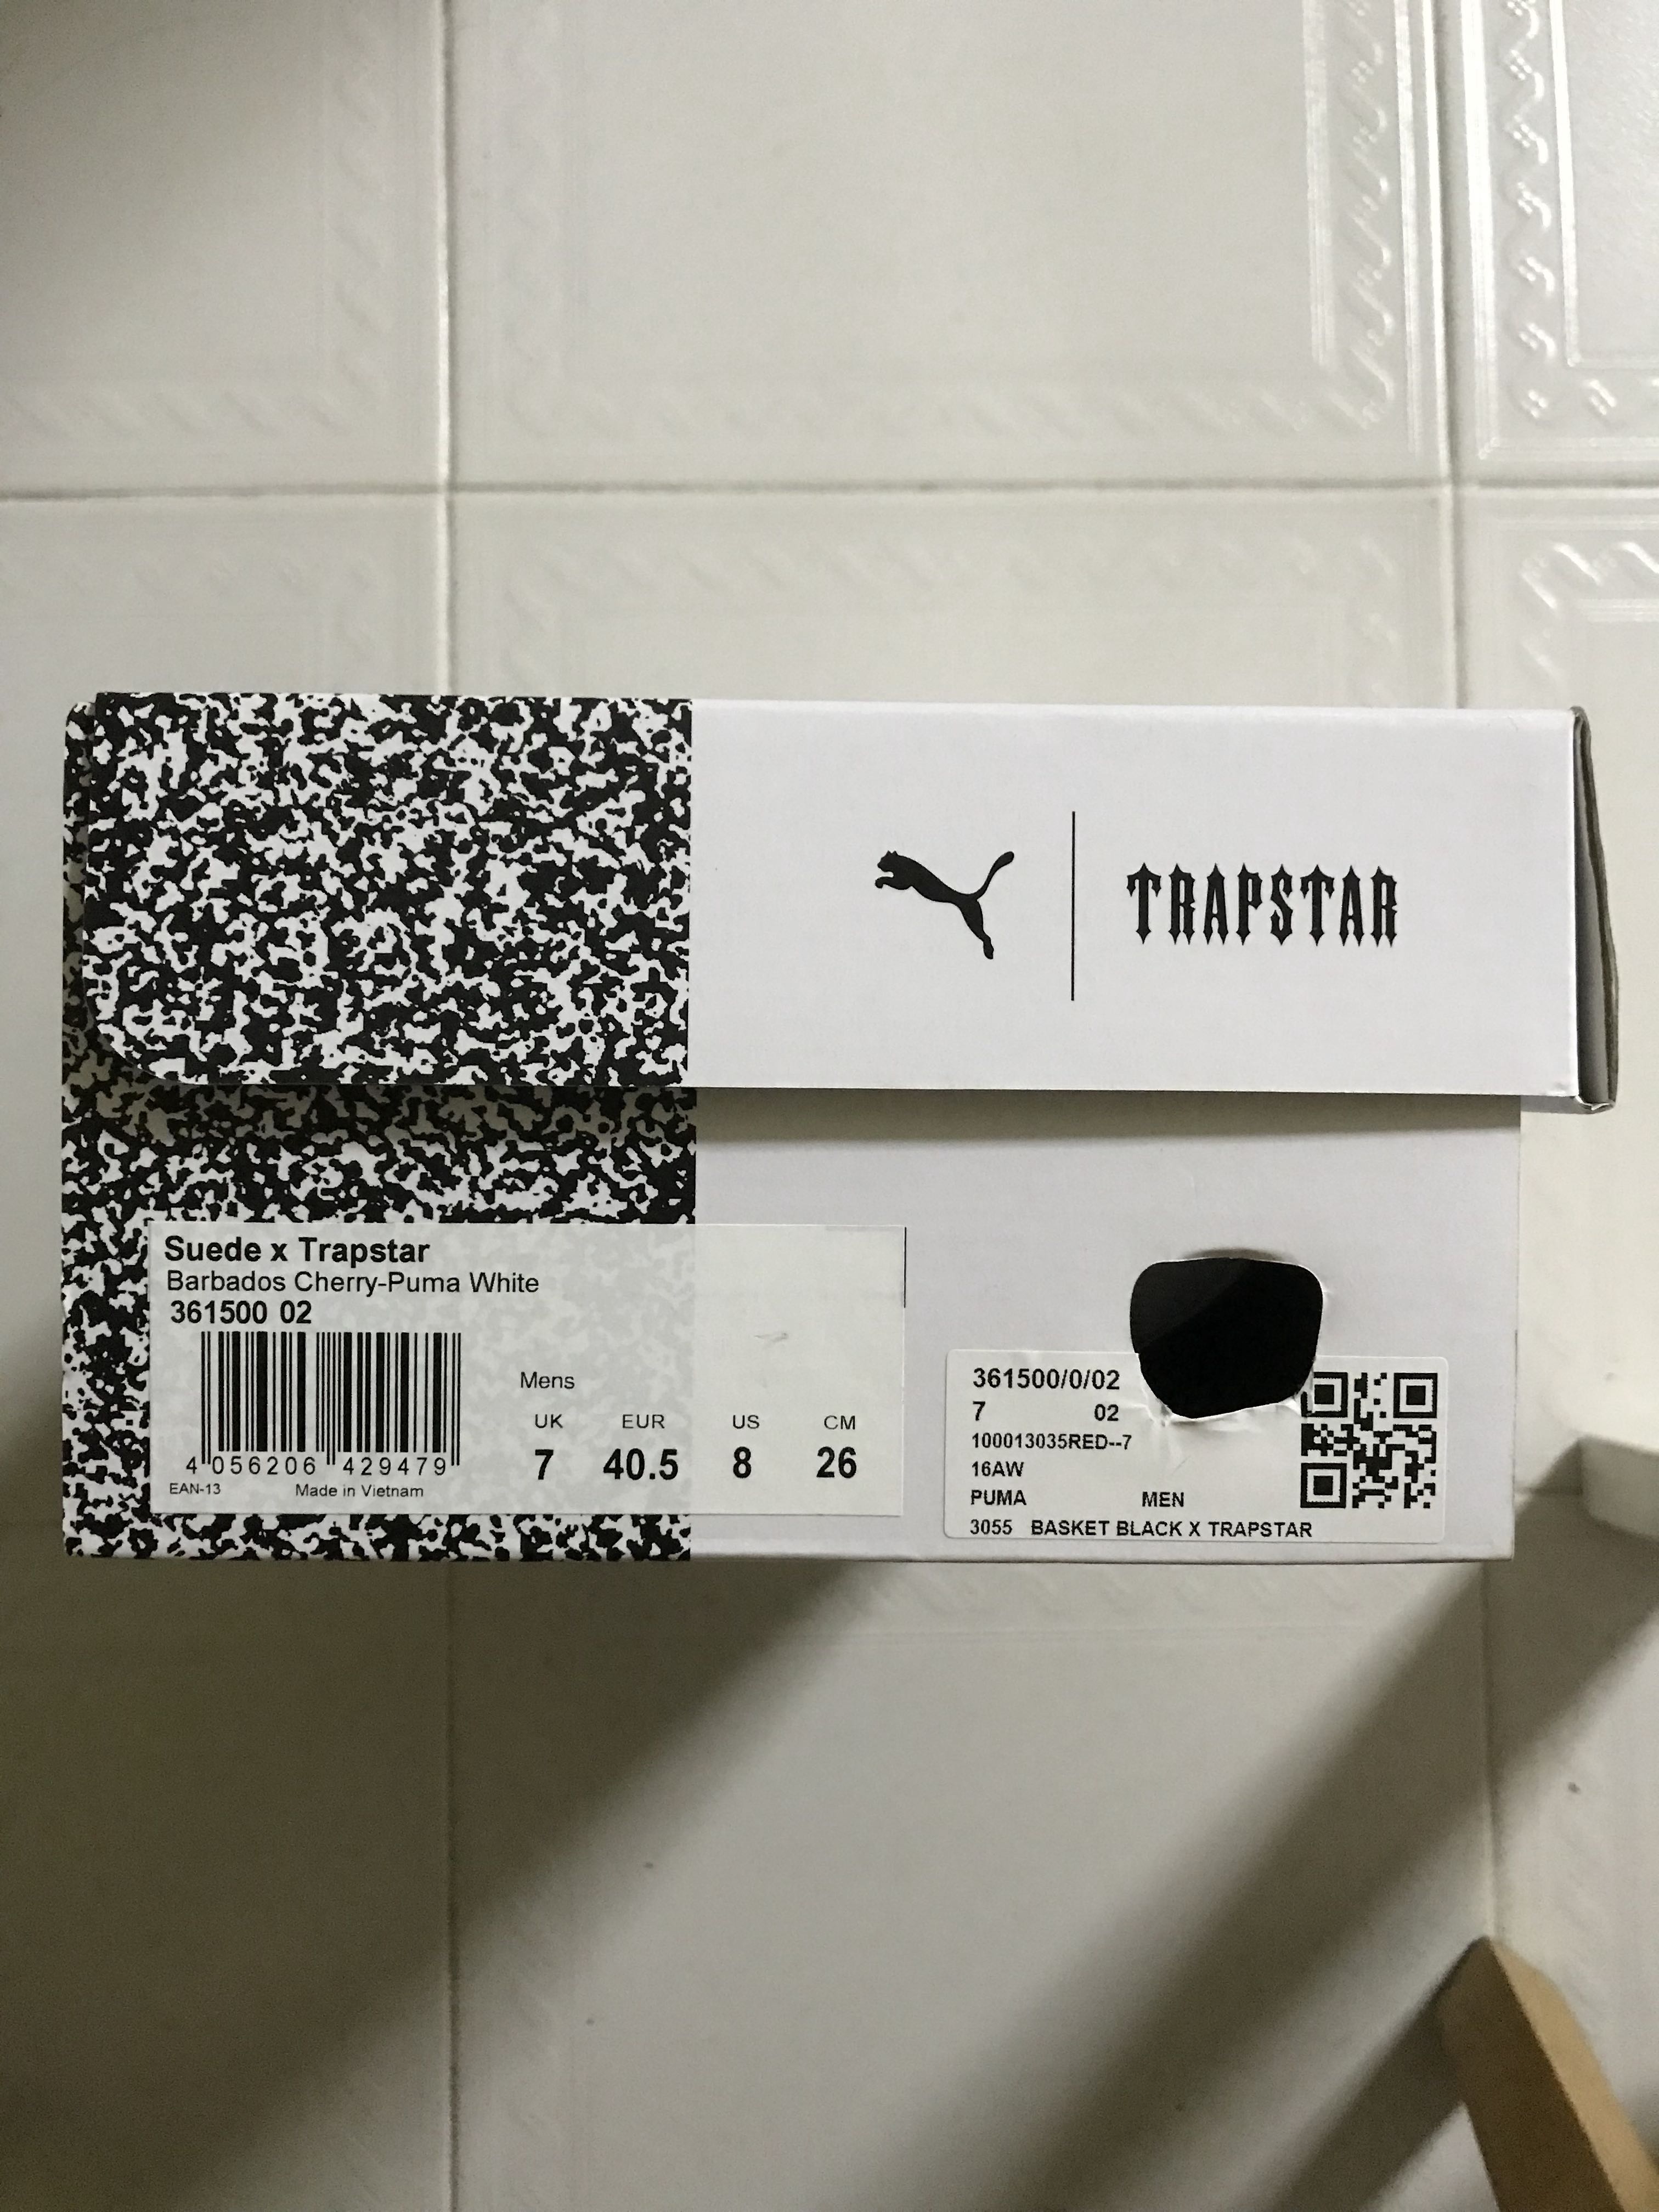 TRAPSTAR
Suede x Trapstar
Barbados Cherry-Puma White
361500 02
4 056206 429479
EAN-13 Made in Vietnam
Mens
UK EUR US CM
7 40.5 8 26
361500/0/02
7 02
100013035RED--7
16AW
PUMA MEN
3055 BASKET BLACK X TRAPSTAR